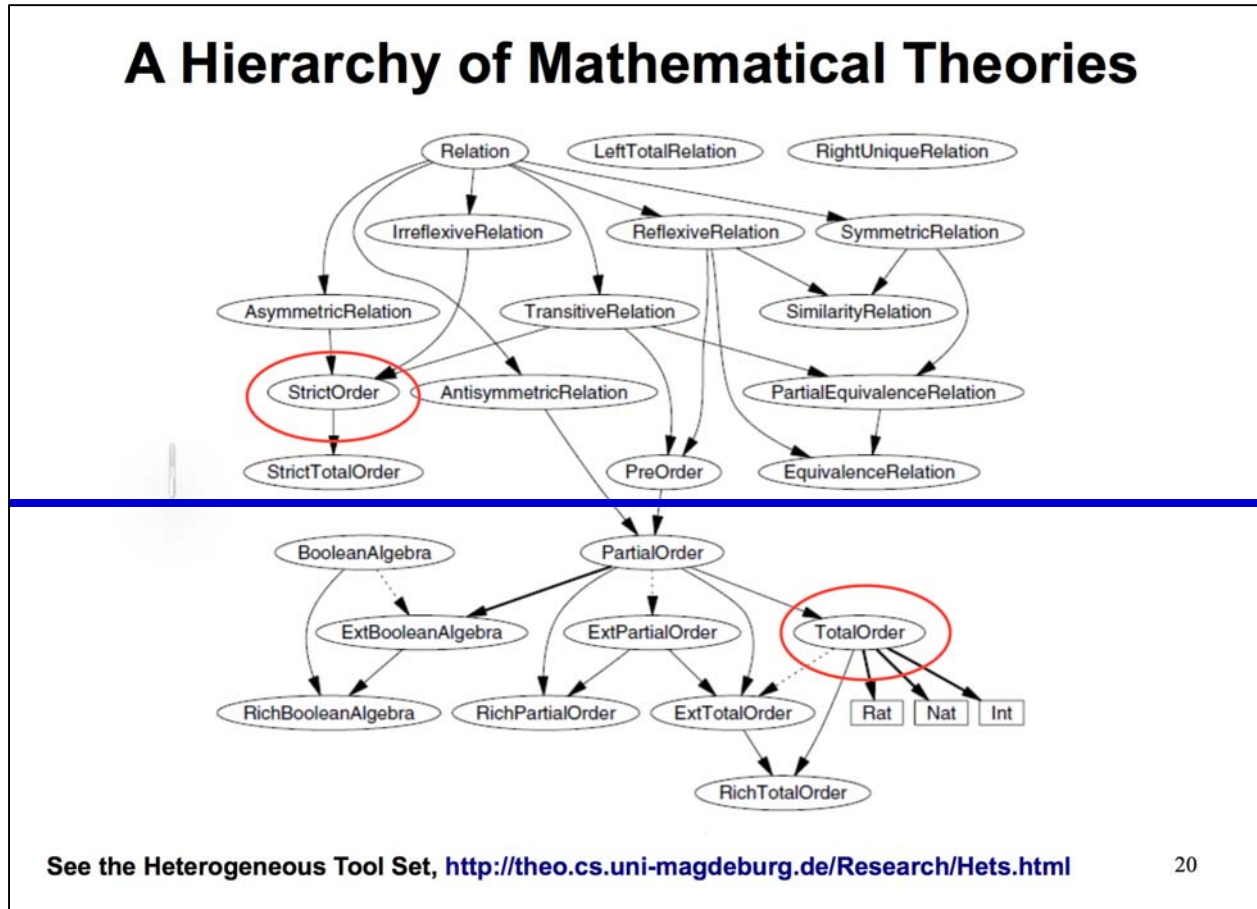 A Hierarchy of Mathematical Theories
Relation LeftTotalRelation RightUniqueRelation
IrreflexiveRelation ReflexiveRelation SymmetricRelation
AsymmetricRelation TransitiveRelation SimilarityRelation
StrictOrder AntisymmetricRelation PartialEquivalenceRelation
StrictTotalOrder PreOrder EquivalenceRelation
BooleanAlgebra PartialOrder
ExtBooleanAlgebra ExtPartialOrder TotalOrder
RichBooleanAlgebra RichPartialOrder ExtTotalOrder Rat Nat Int
RichTotalOrder
See the Heterogeneous Tool Set, http://theo.cs.uni-magdeburg.de/Research/Hets.html 20